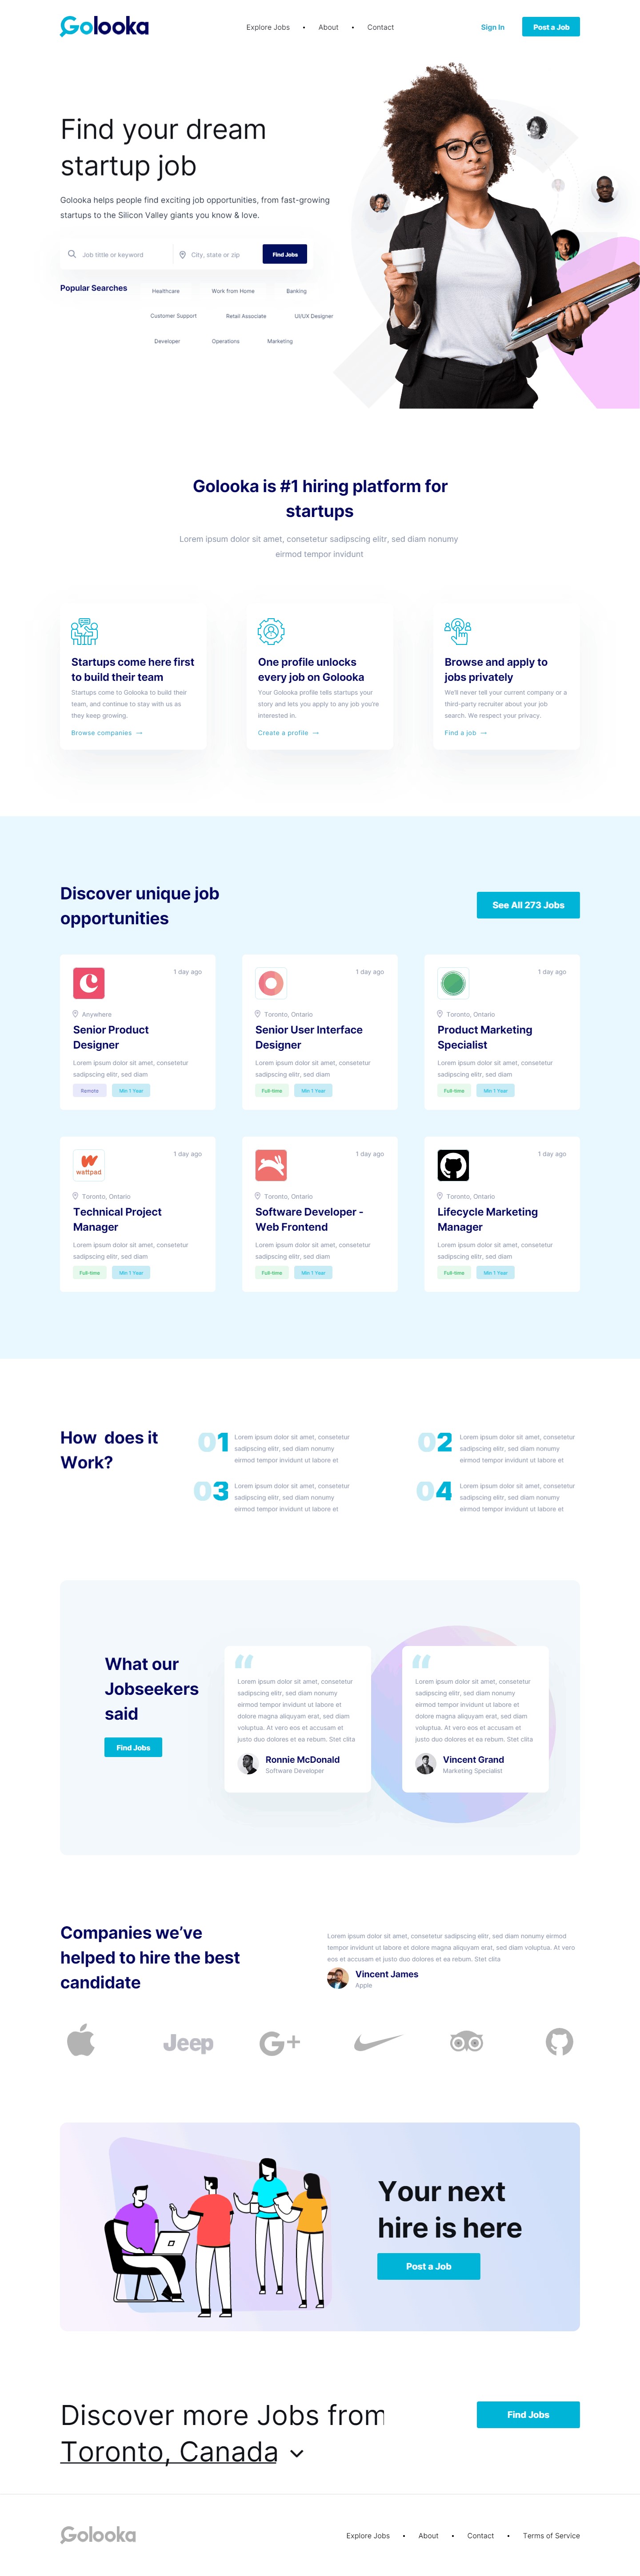 Golooka
Explore Jobs • About • Contact
Sign In
Post a Job
Find your dream
startup job
Golooka helps people find exciting job opportunities, from fast-growing
startups to the Silicon Valley giants you know & love.
Job tittle or keyword
City, state or zip
Find Jobs
Popular Searches
Healthcare
Work from Home
Banking
Customer Support
Retail Associate
UI/UX Designer
Developer
Operations
Marketing
Golooka is #1 hiring platform for
startups
Lorem ipsum dolor sit amet, consetetur sadipscing elitr, sed diam nonumy
eirmod tempor invidunt
Startups come here first
to build their team
Startups come to Golooka to build their
team, and continue to stay with us as
they keep growing.
Browse companies →
One profile unlocks
every job on Golooka
Your Golooka profile tells startups your
story and lets you apply to any job you're
interested in.
Create a profile →
Browse and apply to
jobs privately
We'll never tell your current company or a
third-party recruiter about your job
search. We respect your privacy.
Find a job →
Discover unique job
opportunities
See All 273 Jobs
1 day ago
Anywhere
Senior Product
Designer
Lorem ipsum dolor sit amet, consetetur
sadipscing elitr, sed diam
Remote
Min 1 Year
1 day ago
Toronto, Ontario
Senior User Interface
Designer
Lorem ipsum dolor sit amet, consetetur
sadipscing elitr, sed diam
Full-time
Min 1 Year
1 day ago
Toronto, Ontario
Product Marketing
Specialist
Lorem ipsum dolor sit amet, consetetur
sadipscing elitr, sed diam
Full-time
Min 1 Year
wattpad
1 day ago
Toronto, Ontario
Technical Project
Manager
Lorem ipsum dolor sit amet, consetetur
sadipscing elitr, sed diam
Full-time
Min 1 Year
1 day ago
Toronto, Ontario
Software Developer -
Web Frontend
Lorem ipsum dolor sit amet, consetetur
sadipscing elitr, sed diam
Full-time
Min 1 Year
1 day ago
Toronto, Ontario
Lifecycle Marketing
Manager
Lorem ipsum dolor sit amet, consetetur
sadipscing elitr, sed diam
Full-time
Min 1 Year
How does it
Work?
01
Lorem ipsum dolor sit amet, consetetur
sadipscing elitr, sed diam nonumy
eirmod tempor invidunt ut labore et
02
Lorem ipsum dolor sit amet, consetetur
sadipscing elitr, sed diam nonumy
eirmod tempor invidunt ut labore et
03
Lorem ipsum dolor sit amet, consetetur
sadipscing elitr, sed diam nonumy
eirmod tempor invidunt ut labore et
04
Lorem ipsum dolor sit amet, consetetur
sadipscing elitr, sed diam nonumy
eirmod tempor invidunt ut labore et
What our
Jobseekers
said
Find Jobs
“
Lorem ipsum dolor sit amet, consetetur
sadipscing elitr, sed diam nonumy
eirmod tempor invidunt ut labore et
dolore magna aliquyam erat, sed diam
voluptua. At vero eos et accusam et
justo duo dolores et ea rebum. Stet clita
Ronnie McDonald
Software Developer
“
Lorem ipsum dolor sit amet, consetetur
sadipscing elitr, sed diam nonumy
eirmod tempor invidunt ut labore et
dolore magna aliquyam erat, sed diam
voluptua. At vero eos et accusam et
justo duo dolores et ea rebum. Stet clita
Vincent Grand
Marketing Specialist
Companies we've
helped to hire the best
candidate
Lorem ipsum dolor sit amet, consetetur sadipscing elitr, sed diam nonumy eirmod
tempor invidunt ut labore et dolore magna aliquyam erat, sed diam voluptua. At vero
eos et accusam et justo duo dolores et ea rebum. Stet clita
Vincent James
Apple
Jeep
G+
Your next
hire is here
Post a Job
Discover more Jobs from
Toronto, Canada
Find Jobs
Golooka
Explore Jobs • About • Contact • Terms of Service